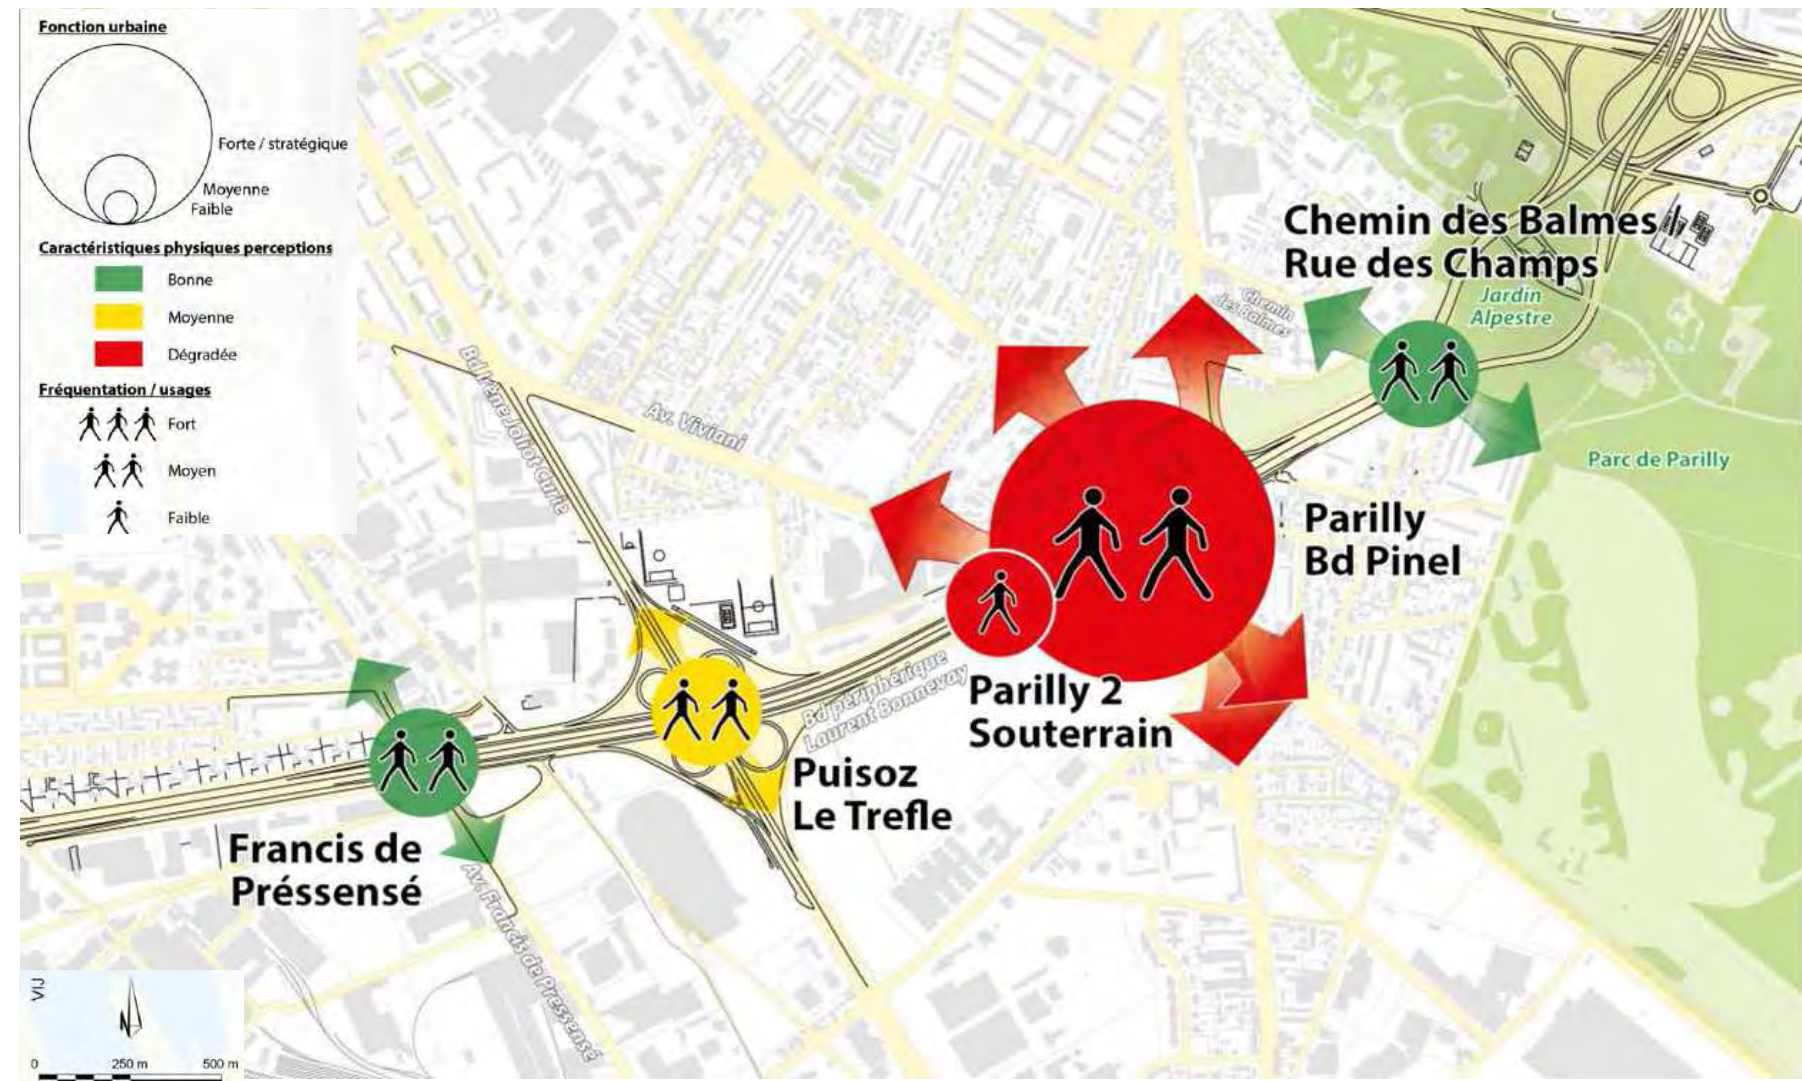 Fonction urbaine
Forte / stratégique
Moyenne
Faible
Caractéristiques physiques perceptions
Bonne
Moyenne
Dégradée
Fréquentation / usages
Fort
Moyen
Faible
Chemin des Balmes
Rue des Champs
Jardin
Alpestre
Chemin
des Balmes
Parc de Parilly
Bd Irène Joliot Curie
Av. Viviani
Parilly
Bd Pinel
Parilly 2
Souterrain
Bd périphérique
Laurent Bonnevay
Puisoz
Le Trefle
Francis de
Préssensé
Av. Francis de Pressensé
VIJ
N
0 250 m 500 m